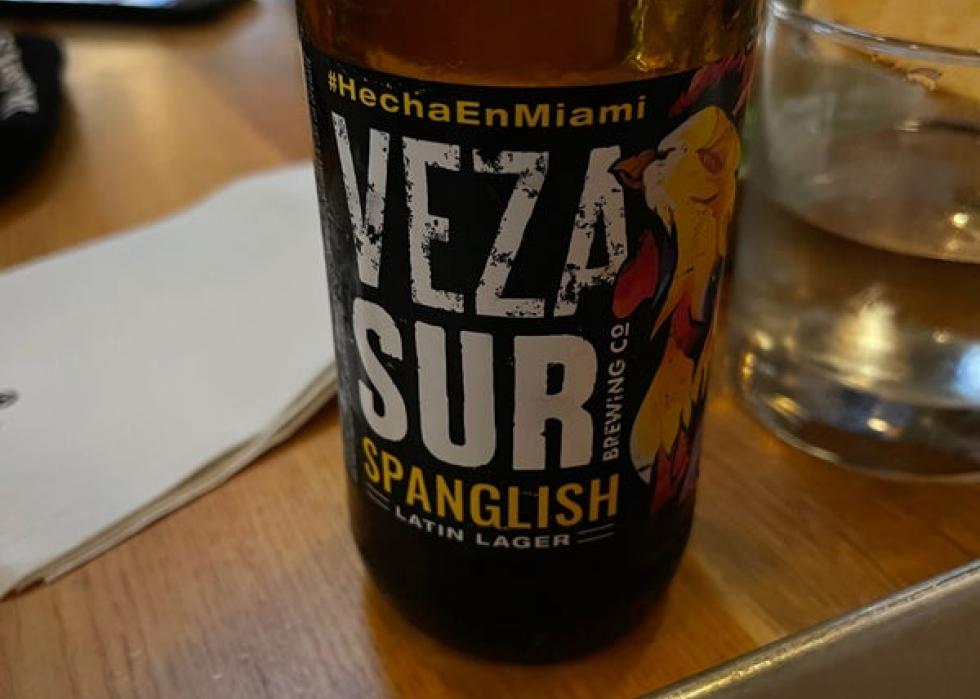 #HechaEnMiami
VEZA
SUR
BREWING CO
SPANGLISH
LATIN LAGER